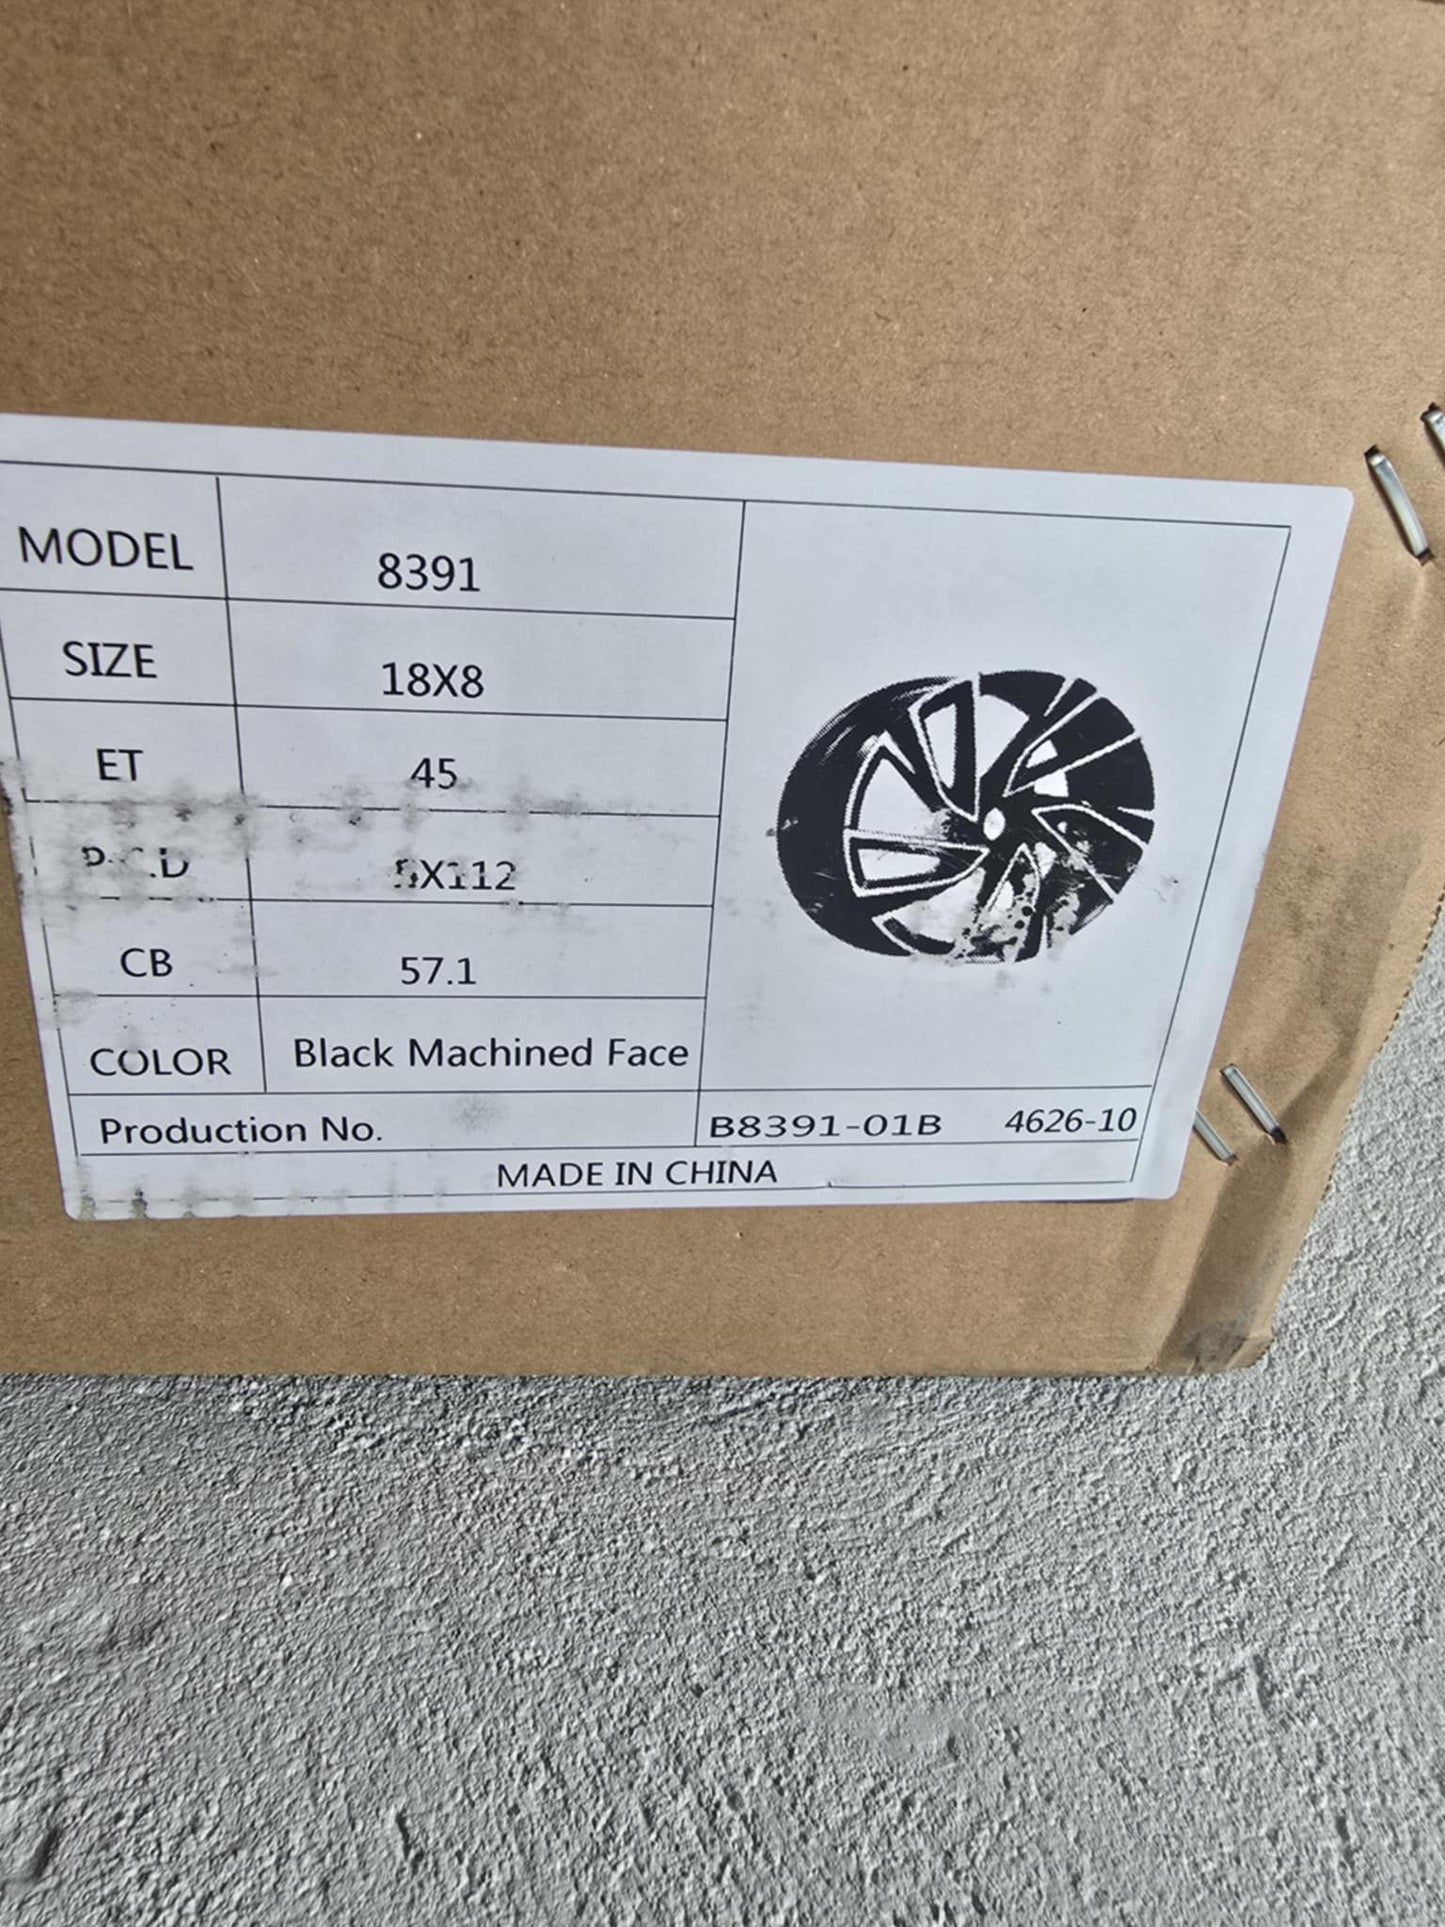 MODEL 8391
SIZE 18X8
ET 45
P.C.D 5X112
CB 57.1
COLOR Black Machined Face
Production No. B8391-01B 4626-10
MADE IN CHINA